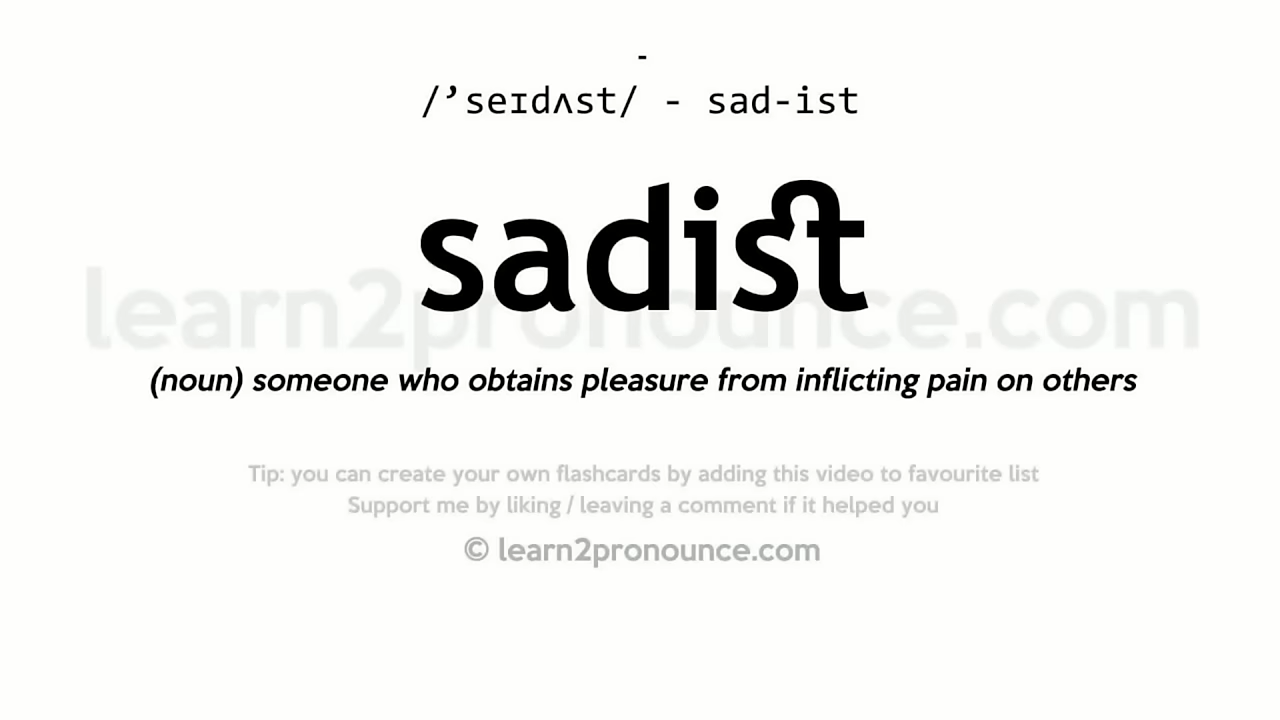 -
/’seɪdʌst/ - sad-ist
sadist
learn2pronounce.com
(noun) someone who obtains pleasure from inflicting pain on others
Tip: you can create your own flashcards by adding this video to favourite list
Support me by liking / leaving a comment if it helped you
© learn2pronounce.com